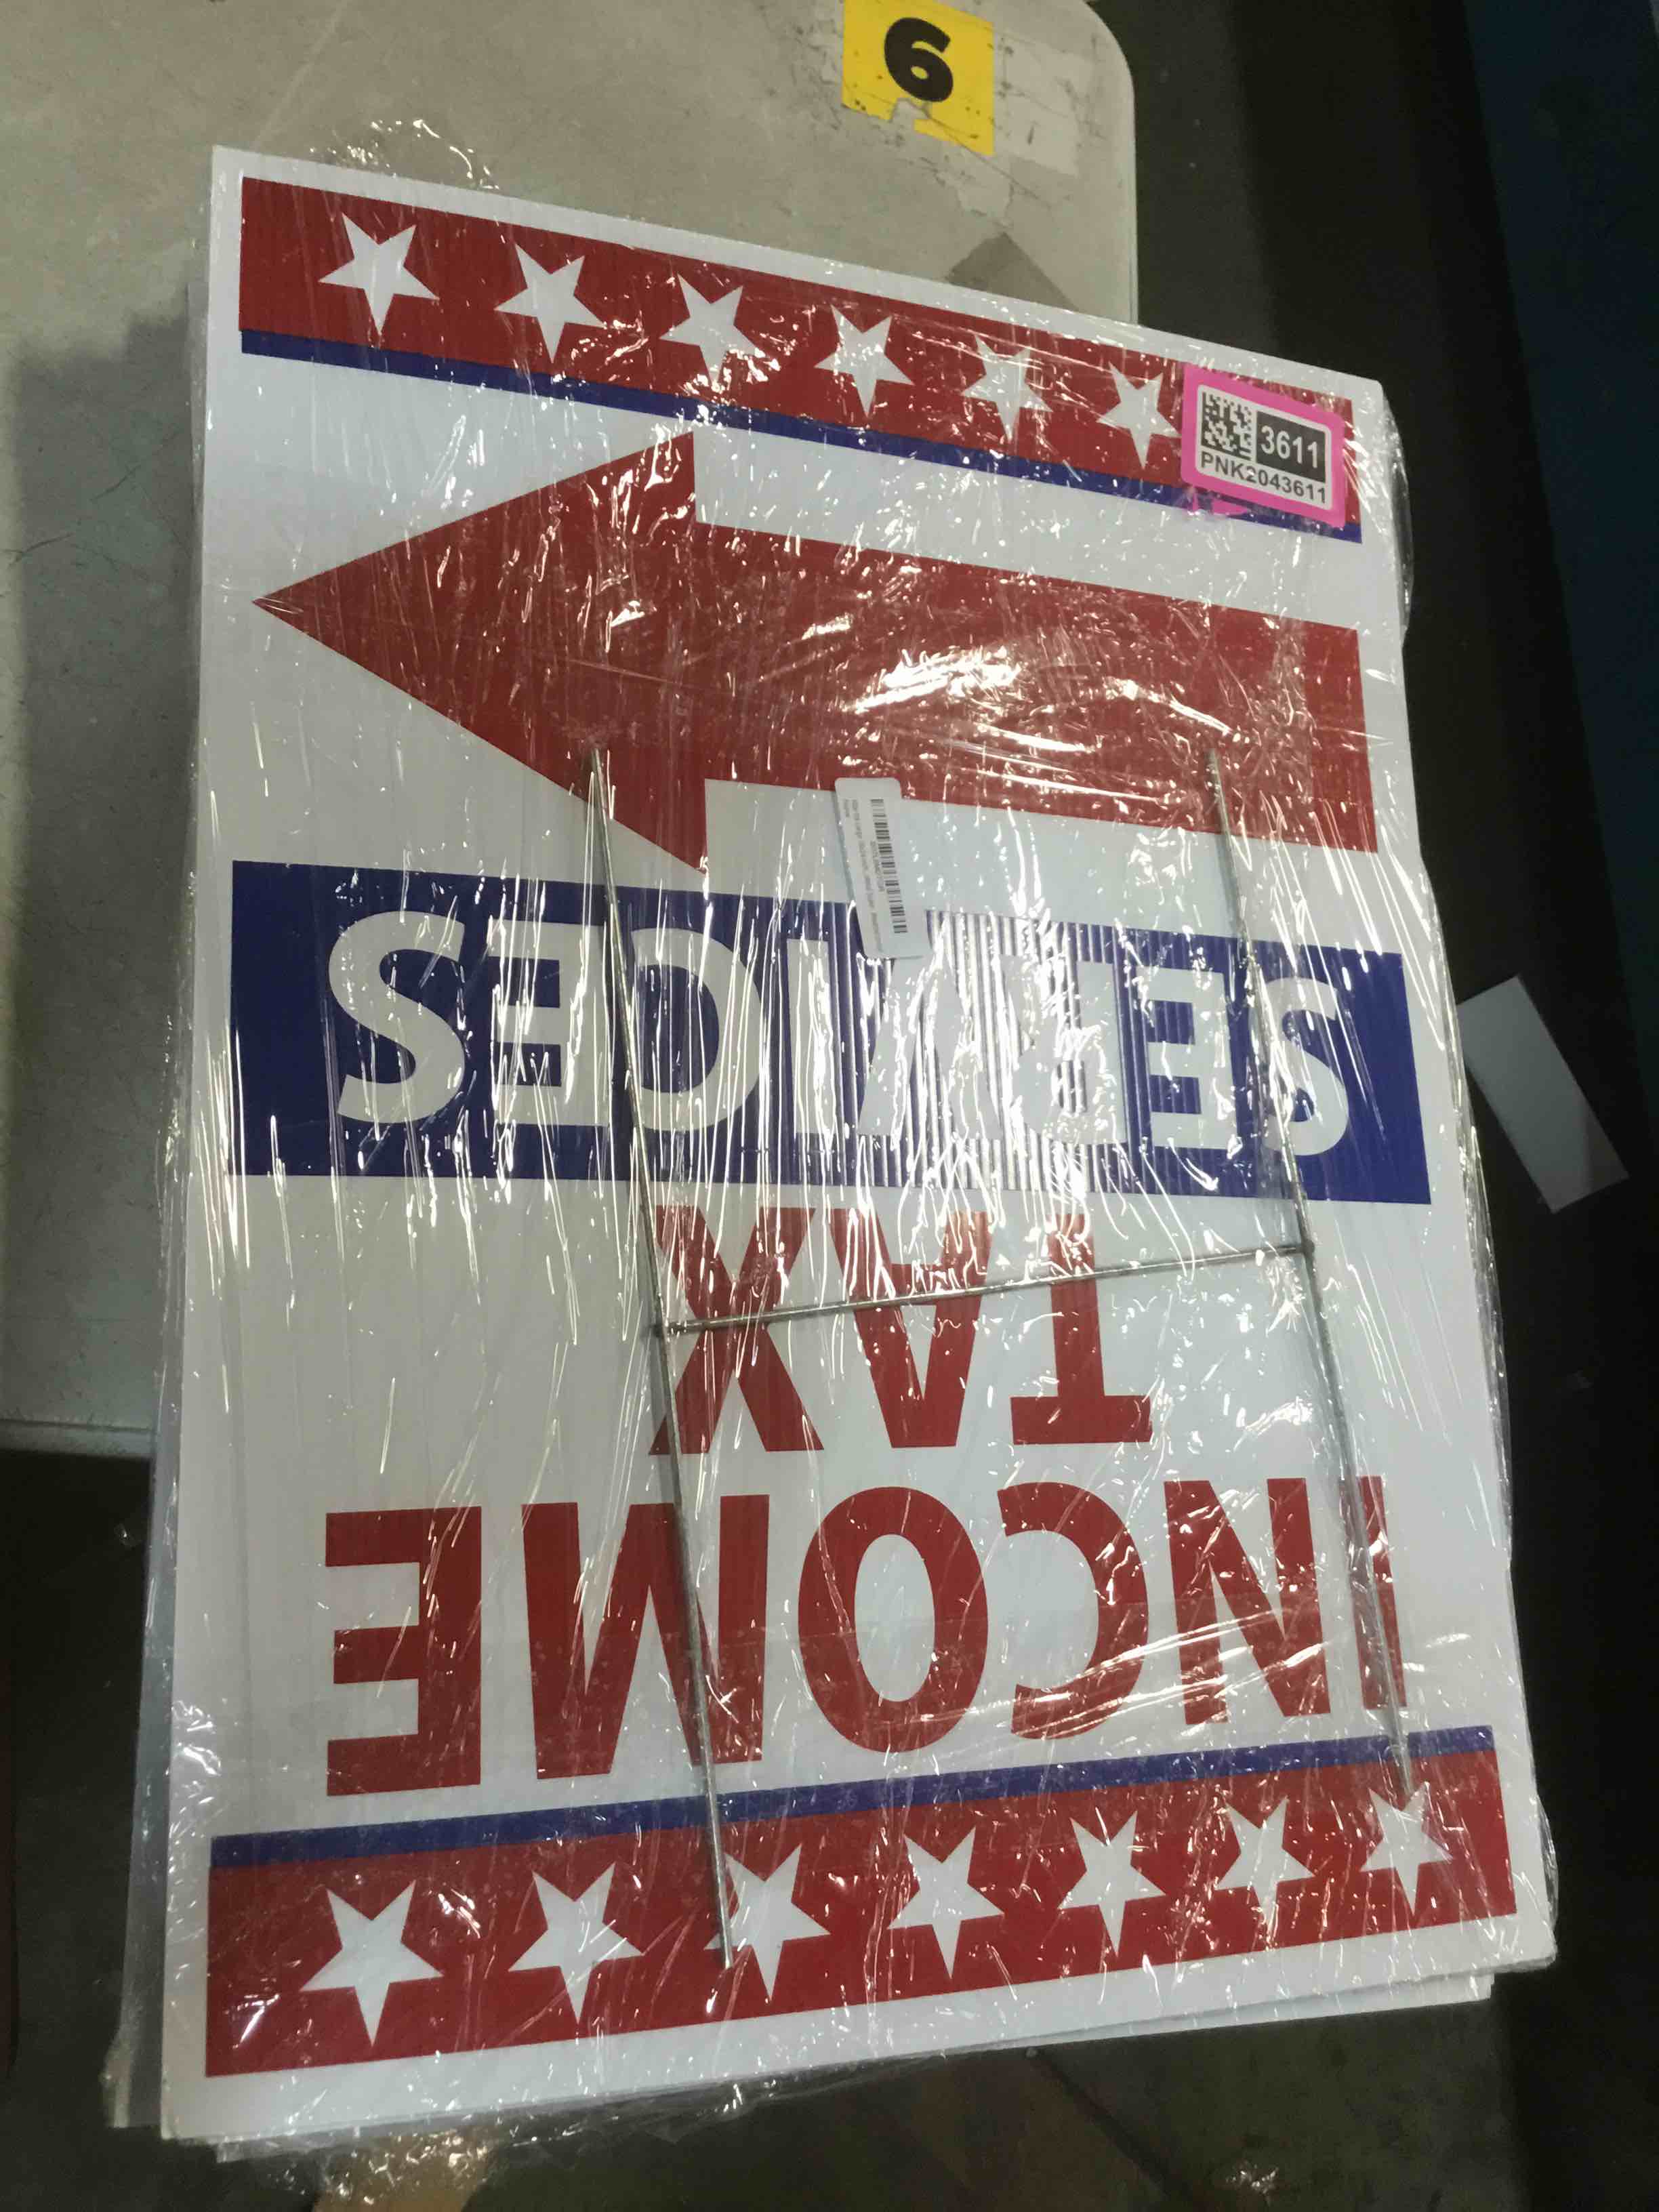 6
3611
PNK2043611
INCOME
TAX
SERVICES